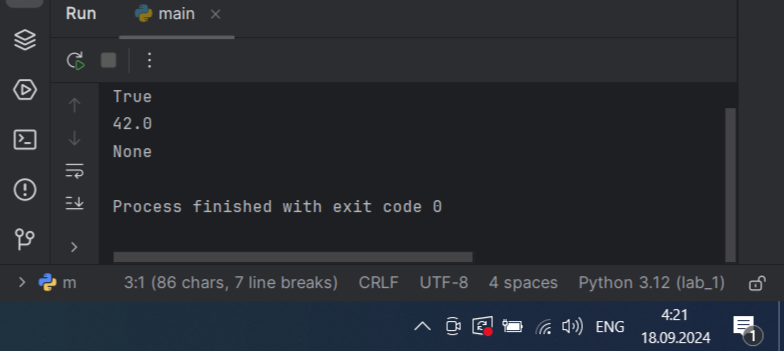 Run main
True
42.0
None
Process finished with exit code 0
m 3:1 (86 chars, 7 line breaks) CRLF UTF-8 4 spaces Python 3.12 (lab_1)
ENG 4:21
18.09.2024
1